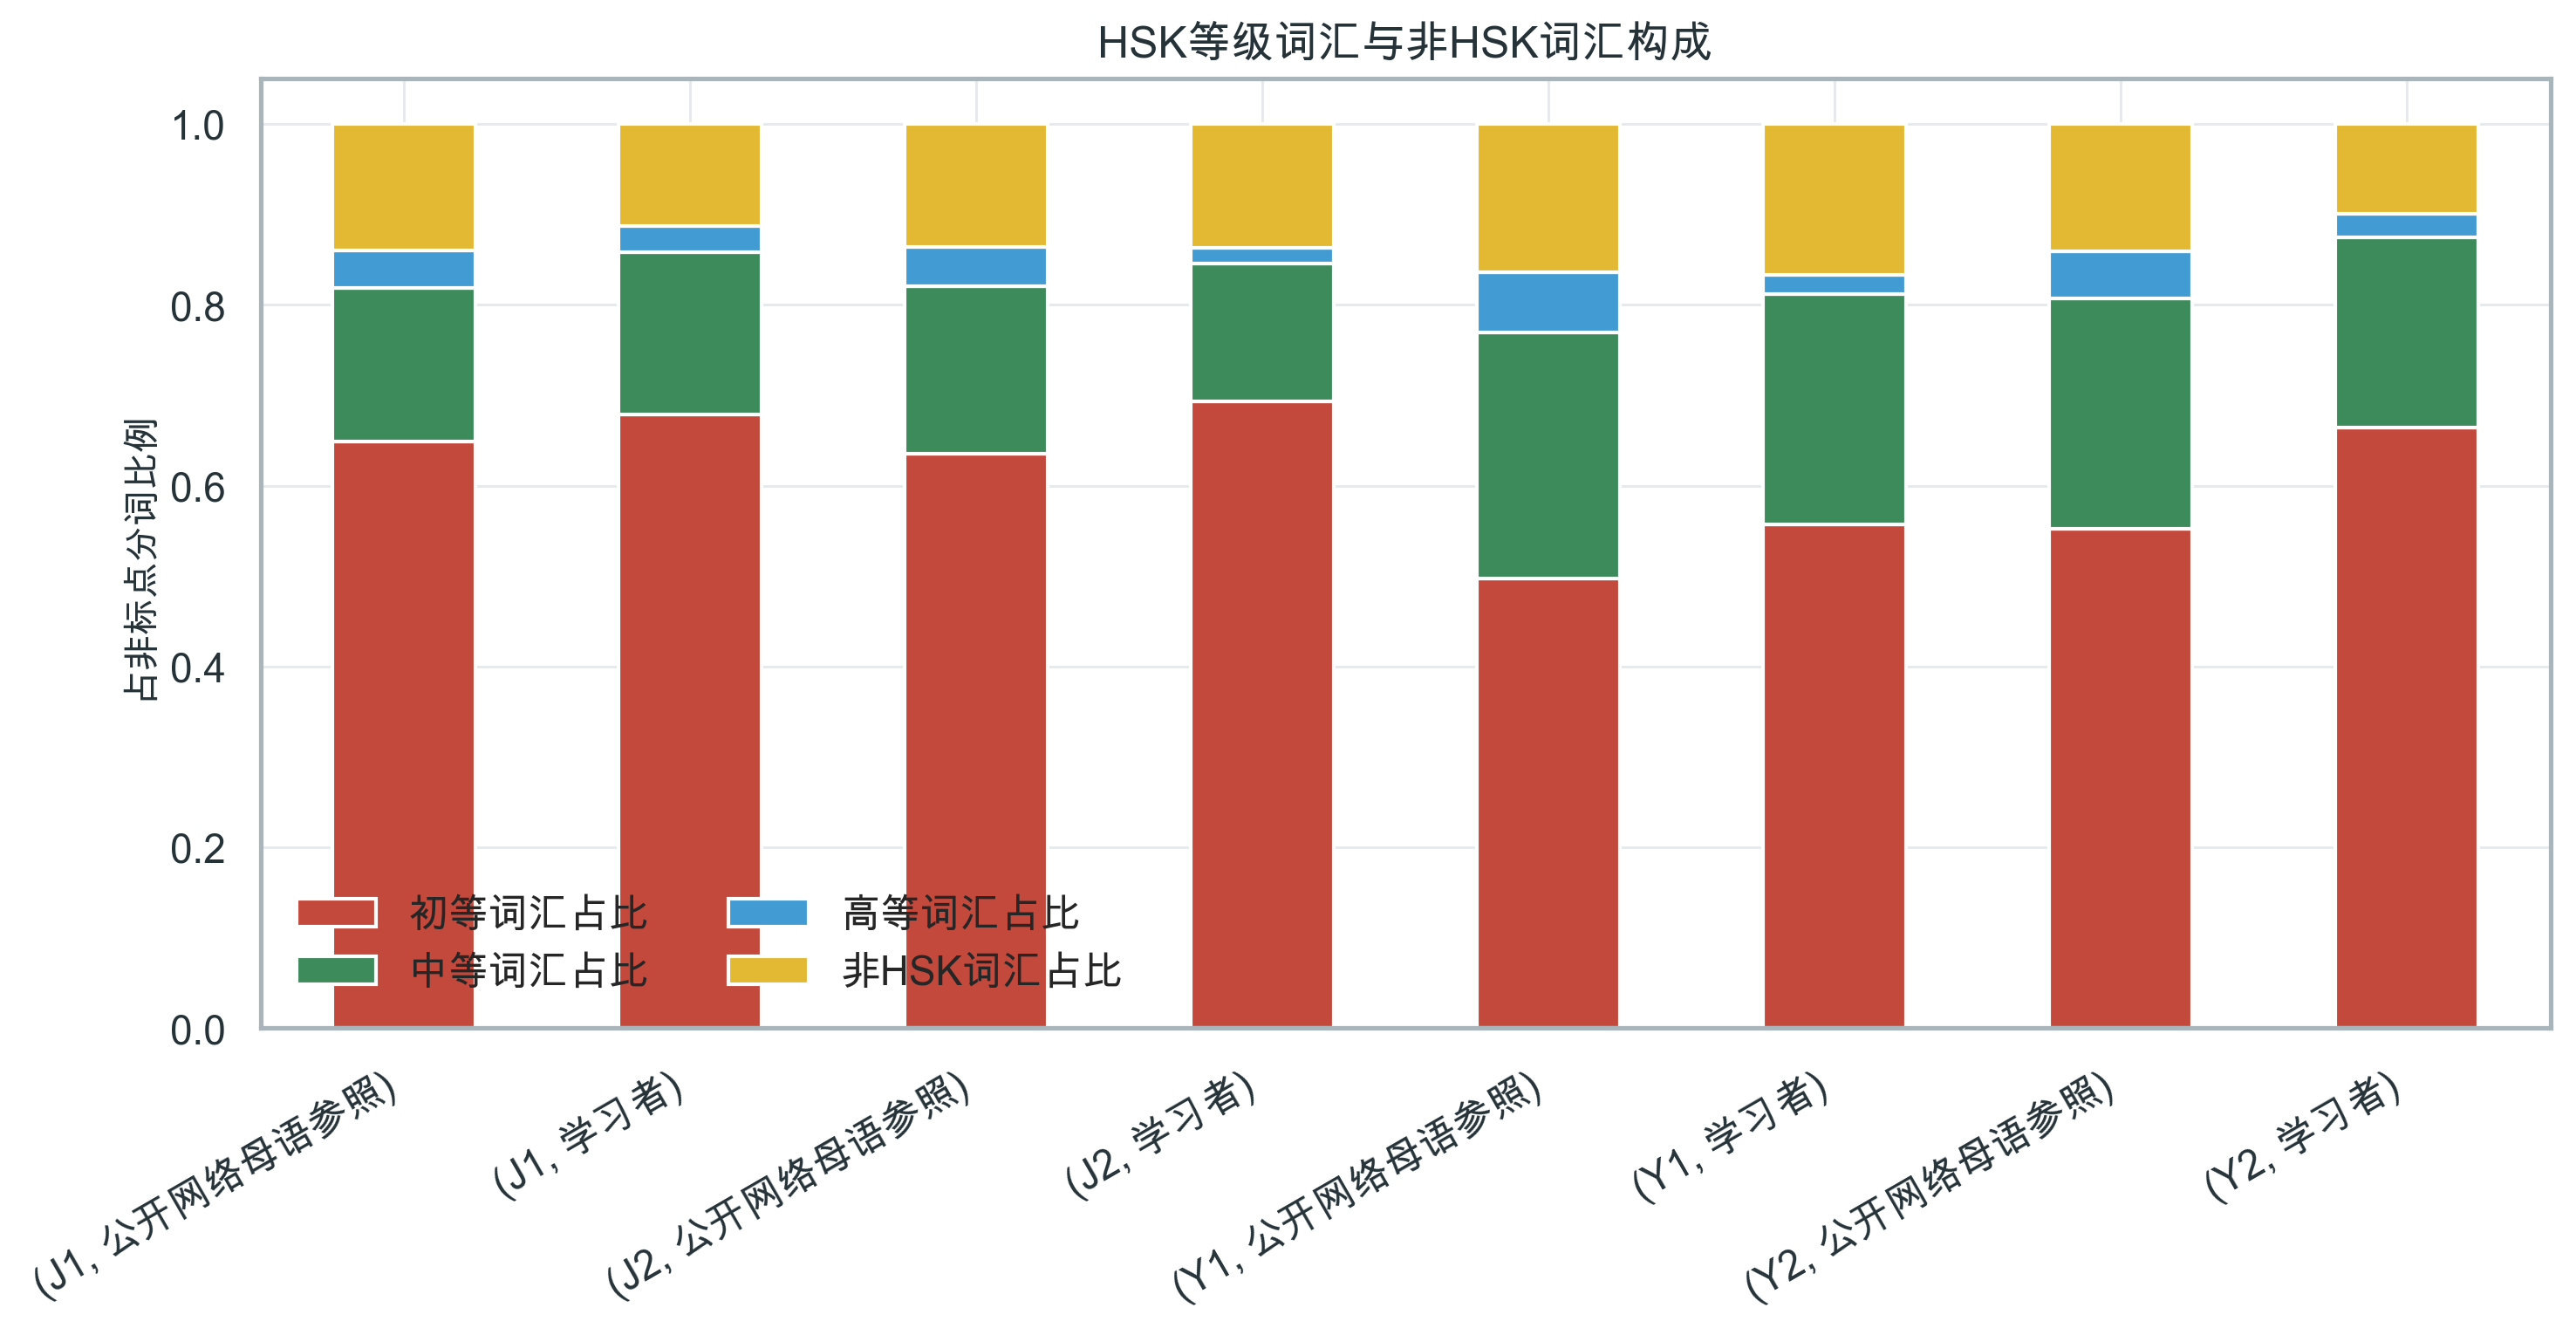 HSK等级词汇与非HSK词汇构成
占非标点分词比例
1.0
0.8
0.6
0.4
0.2
0.0
初等词汇占比
中等词汇占比
高等词汇占比
非HSK词汇占比
(J1, 公开网络母语参照)
(J1, 学习者)
(J2, 公开网络母语参照)
(J2, 学习者)
(Y1, 公开网络母语参照)
(Y1, 学习者)
(Y2, 公开网络母语参照)
(Y2, 学习者)